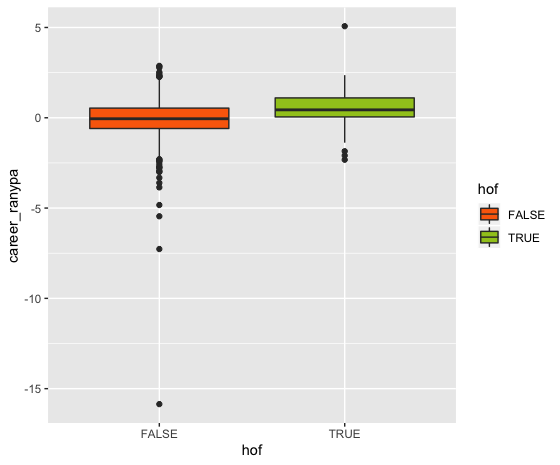 5
0
-5
-10
-15
career_ranypa
FALSE
TRUE
hof
hof
FALSE
TRUE